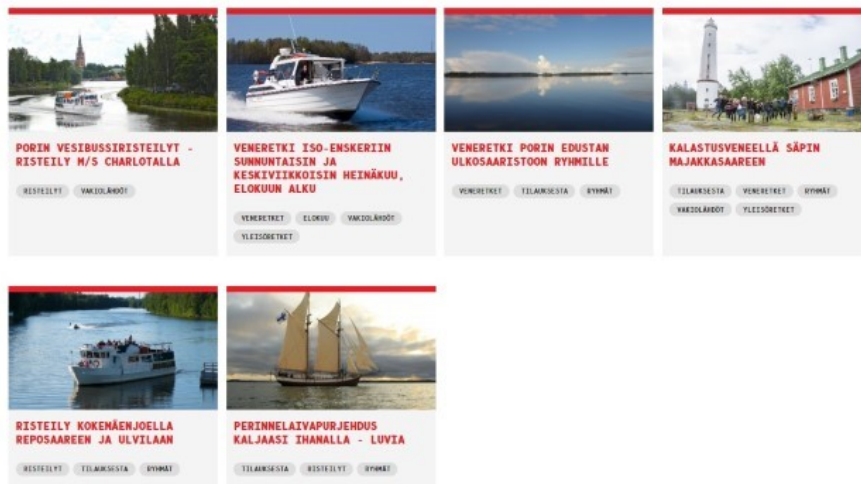 PORIN VESIBUSSIRISTEILYT -
RISTEILY M/S CHARLOTALLA
RISTEILYT VAKIOLÄHDÖT
VENERETKI ISO-ENSKERIIN
SUNNUNTAISIN JA
KESKIVIIKKOISIN HEINÄKUU,
ELOKUUN ALKU
VENERETKET ELOKUU VAKIOLÄHDÖT
YLEISÖRETKET
VENERETKI PORIN EDUSTAN
ULKOSAARISTOON RYHMILLE
VENERETKET TILAUKSESTA RYHMÄT
KALASTUSVENEELLÄ SÄPIN
MAJAKKASAAREEN
TILAUKSESTA VENERETKET RYHMÄT
VAKIOLÄHDÖT YLEISÖRETKET
RISTEILY KOKEMÄENJOELLA
REPOSAAREEN JA ULVILAAN
RISTEILYT TILAUKSESTA RYHMÄT
PERINNELAIVAPURJEHDUS
KALJAASI IHANALLA - LUVIA
TILAUKSESTA RISTEILYT RYHMÄT